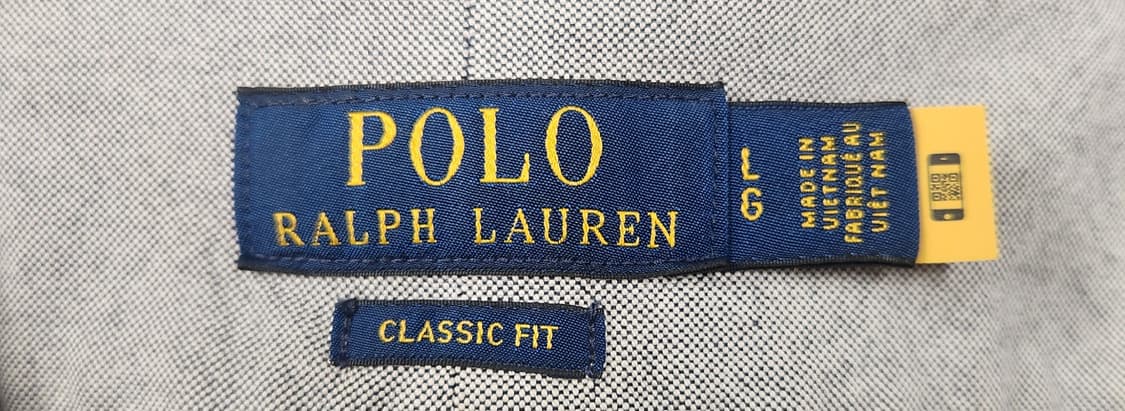 POLO
RALPH LAUREN
L
G
MADE IN
VIETNAM
FABRIQUÉ AU
VIÊT NAM
CLASSIC FIT